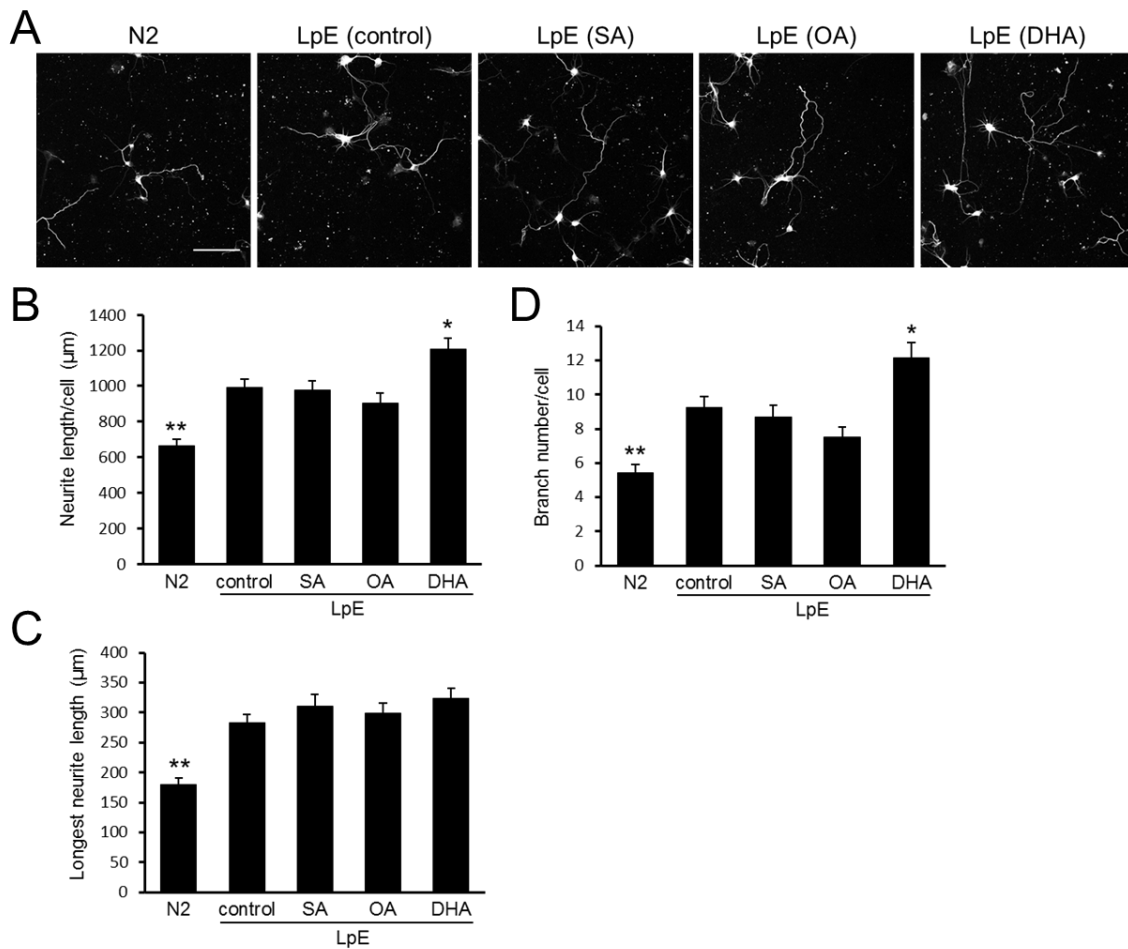 A
N2 LpE (control) LpE (SA) LpE (OA) LpE (DHA)
B
Neurite length/cell (µm)
1400
1200
1000
800
600
400
200
0
**
*
N2 control SA OA DHA
LpE
D
Branch number/cell
14
12
10
8
6
4
2
0
**
*
N2 control SA OA DHA
LpE
C
Longest neurite length (µm)
400
350
300
250
200
150
100
50
0
**
N2 control SA OA DHA
LpE